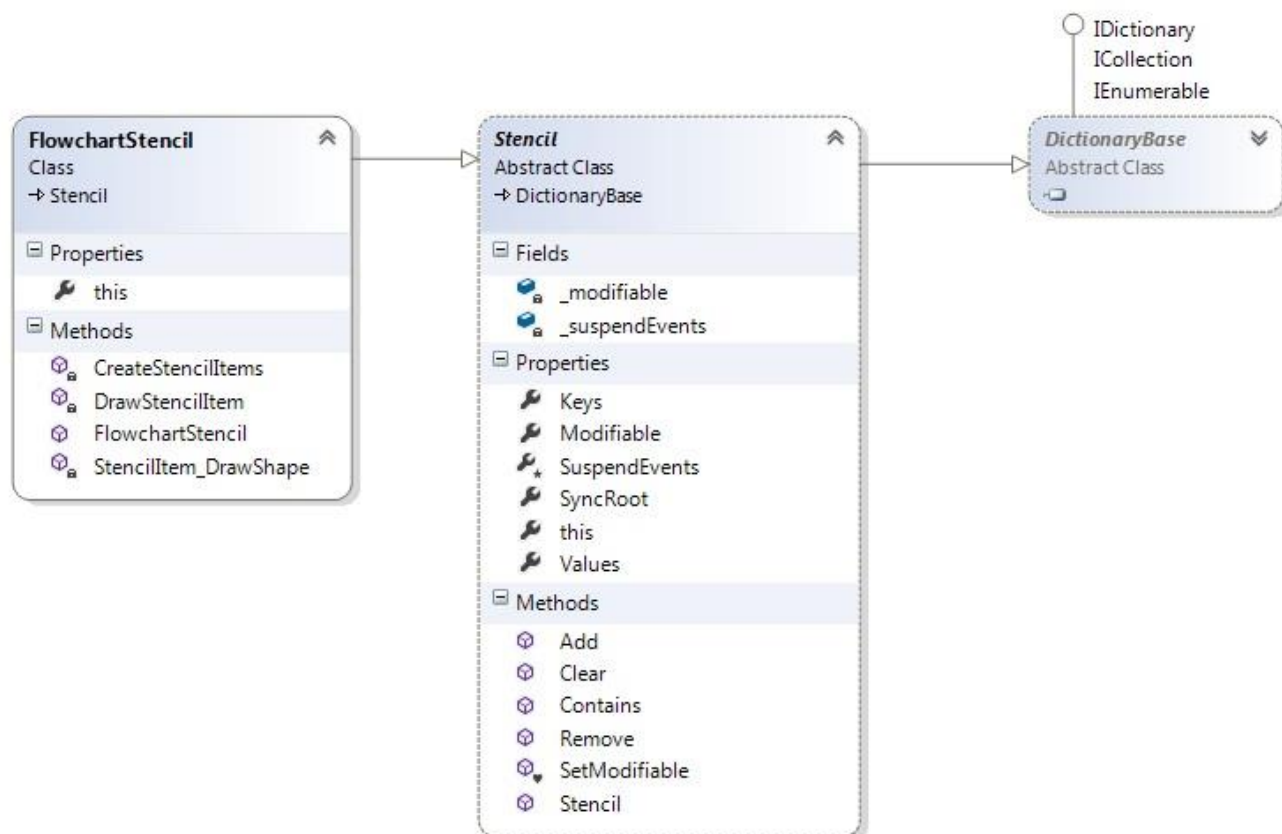 IDictionary
ICollection
IEnumerable
FlowchartStencil
Class
Stencil
Properties
this
Methods
CreateStencilItems
DrawStencilItem
FlowchartStencil
StencilItem_DrawShape
Stencil
Abstract Class
DictionaryBase
Fields
_modifiable
_suspendEvents
Properties
Keys
Modifiable
SuspendEvents
SyncRoot
this
Values
Methods
Add
Clear
Contains
Remove
SetModifiable
Stencil
DictionaryBase
Abstract Class